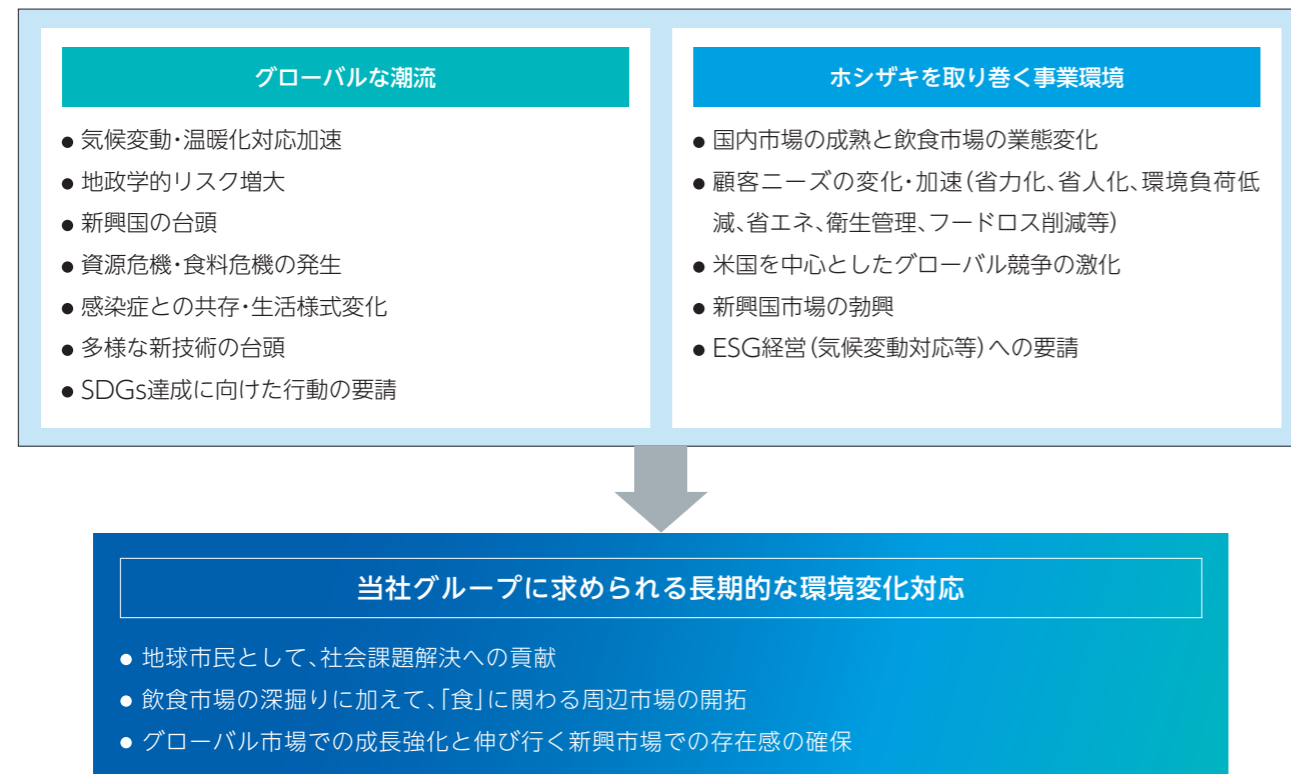 グローバルな潮流
●気候変動・温暖化対応加速
●地政学的リスク増大
●新興国の台頭
●資源危機・食料危機の発生
●感染症との共存・生活様式変化
●多様な新技術の台頭
●SDGs達成に向けた行動の要請
ホシザキを取り巻く事業環境
●国内市場の成熟と飲食市場の業態変化
●顧客ニーズの変化・加速(省力化、省人化、環境負荷低
減、省エネ、衛生管理、フードロス削減等)
●米国を中心としたグローバル競争の激化
●新興国市場の勃興
●ESG経営(気候変動対応等)への要請
当社グループに求められる長期的な環境変化対応
●地球市民として、社会課題解決への貢献
●飲食市場の深掘りに加えて、「食」に関わる周辺市場の開拓
●グローバル市場での成長強化と伸び行く新興市場での存在感の確保